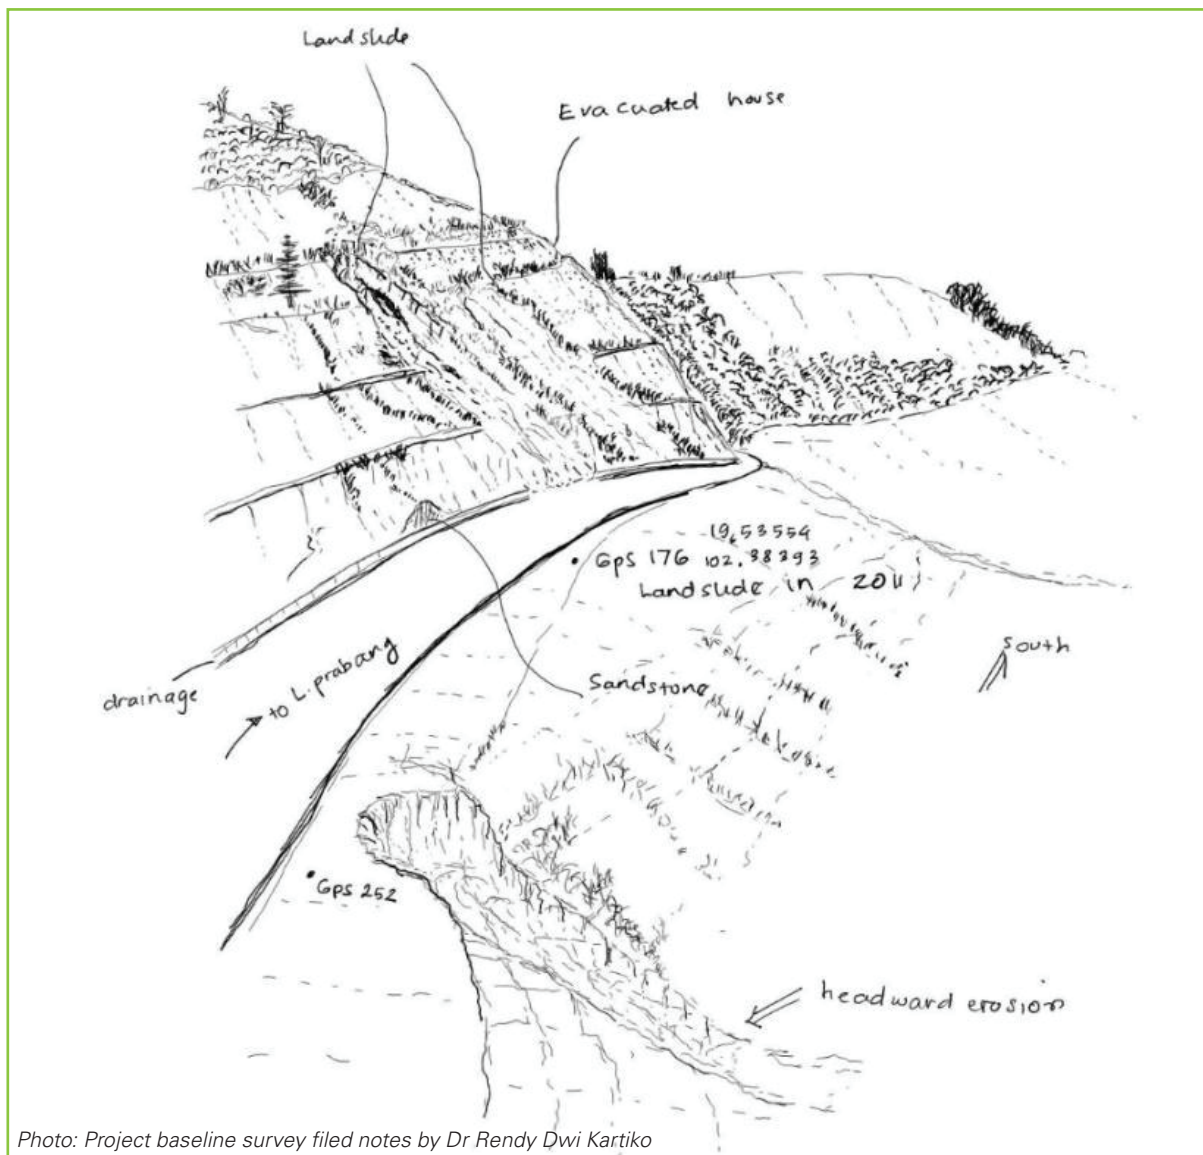 Landslide
Evacuated house
19,53554
Gps 176 102.38393
Landslide in 2011
South
Sandstone
drainage
to L. prabang
Gps 252
headward erosion
Photo: Project baseline survey filed notes by Dr Rendy Dwi Kartiko